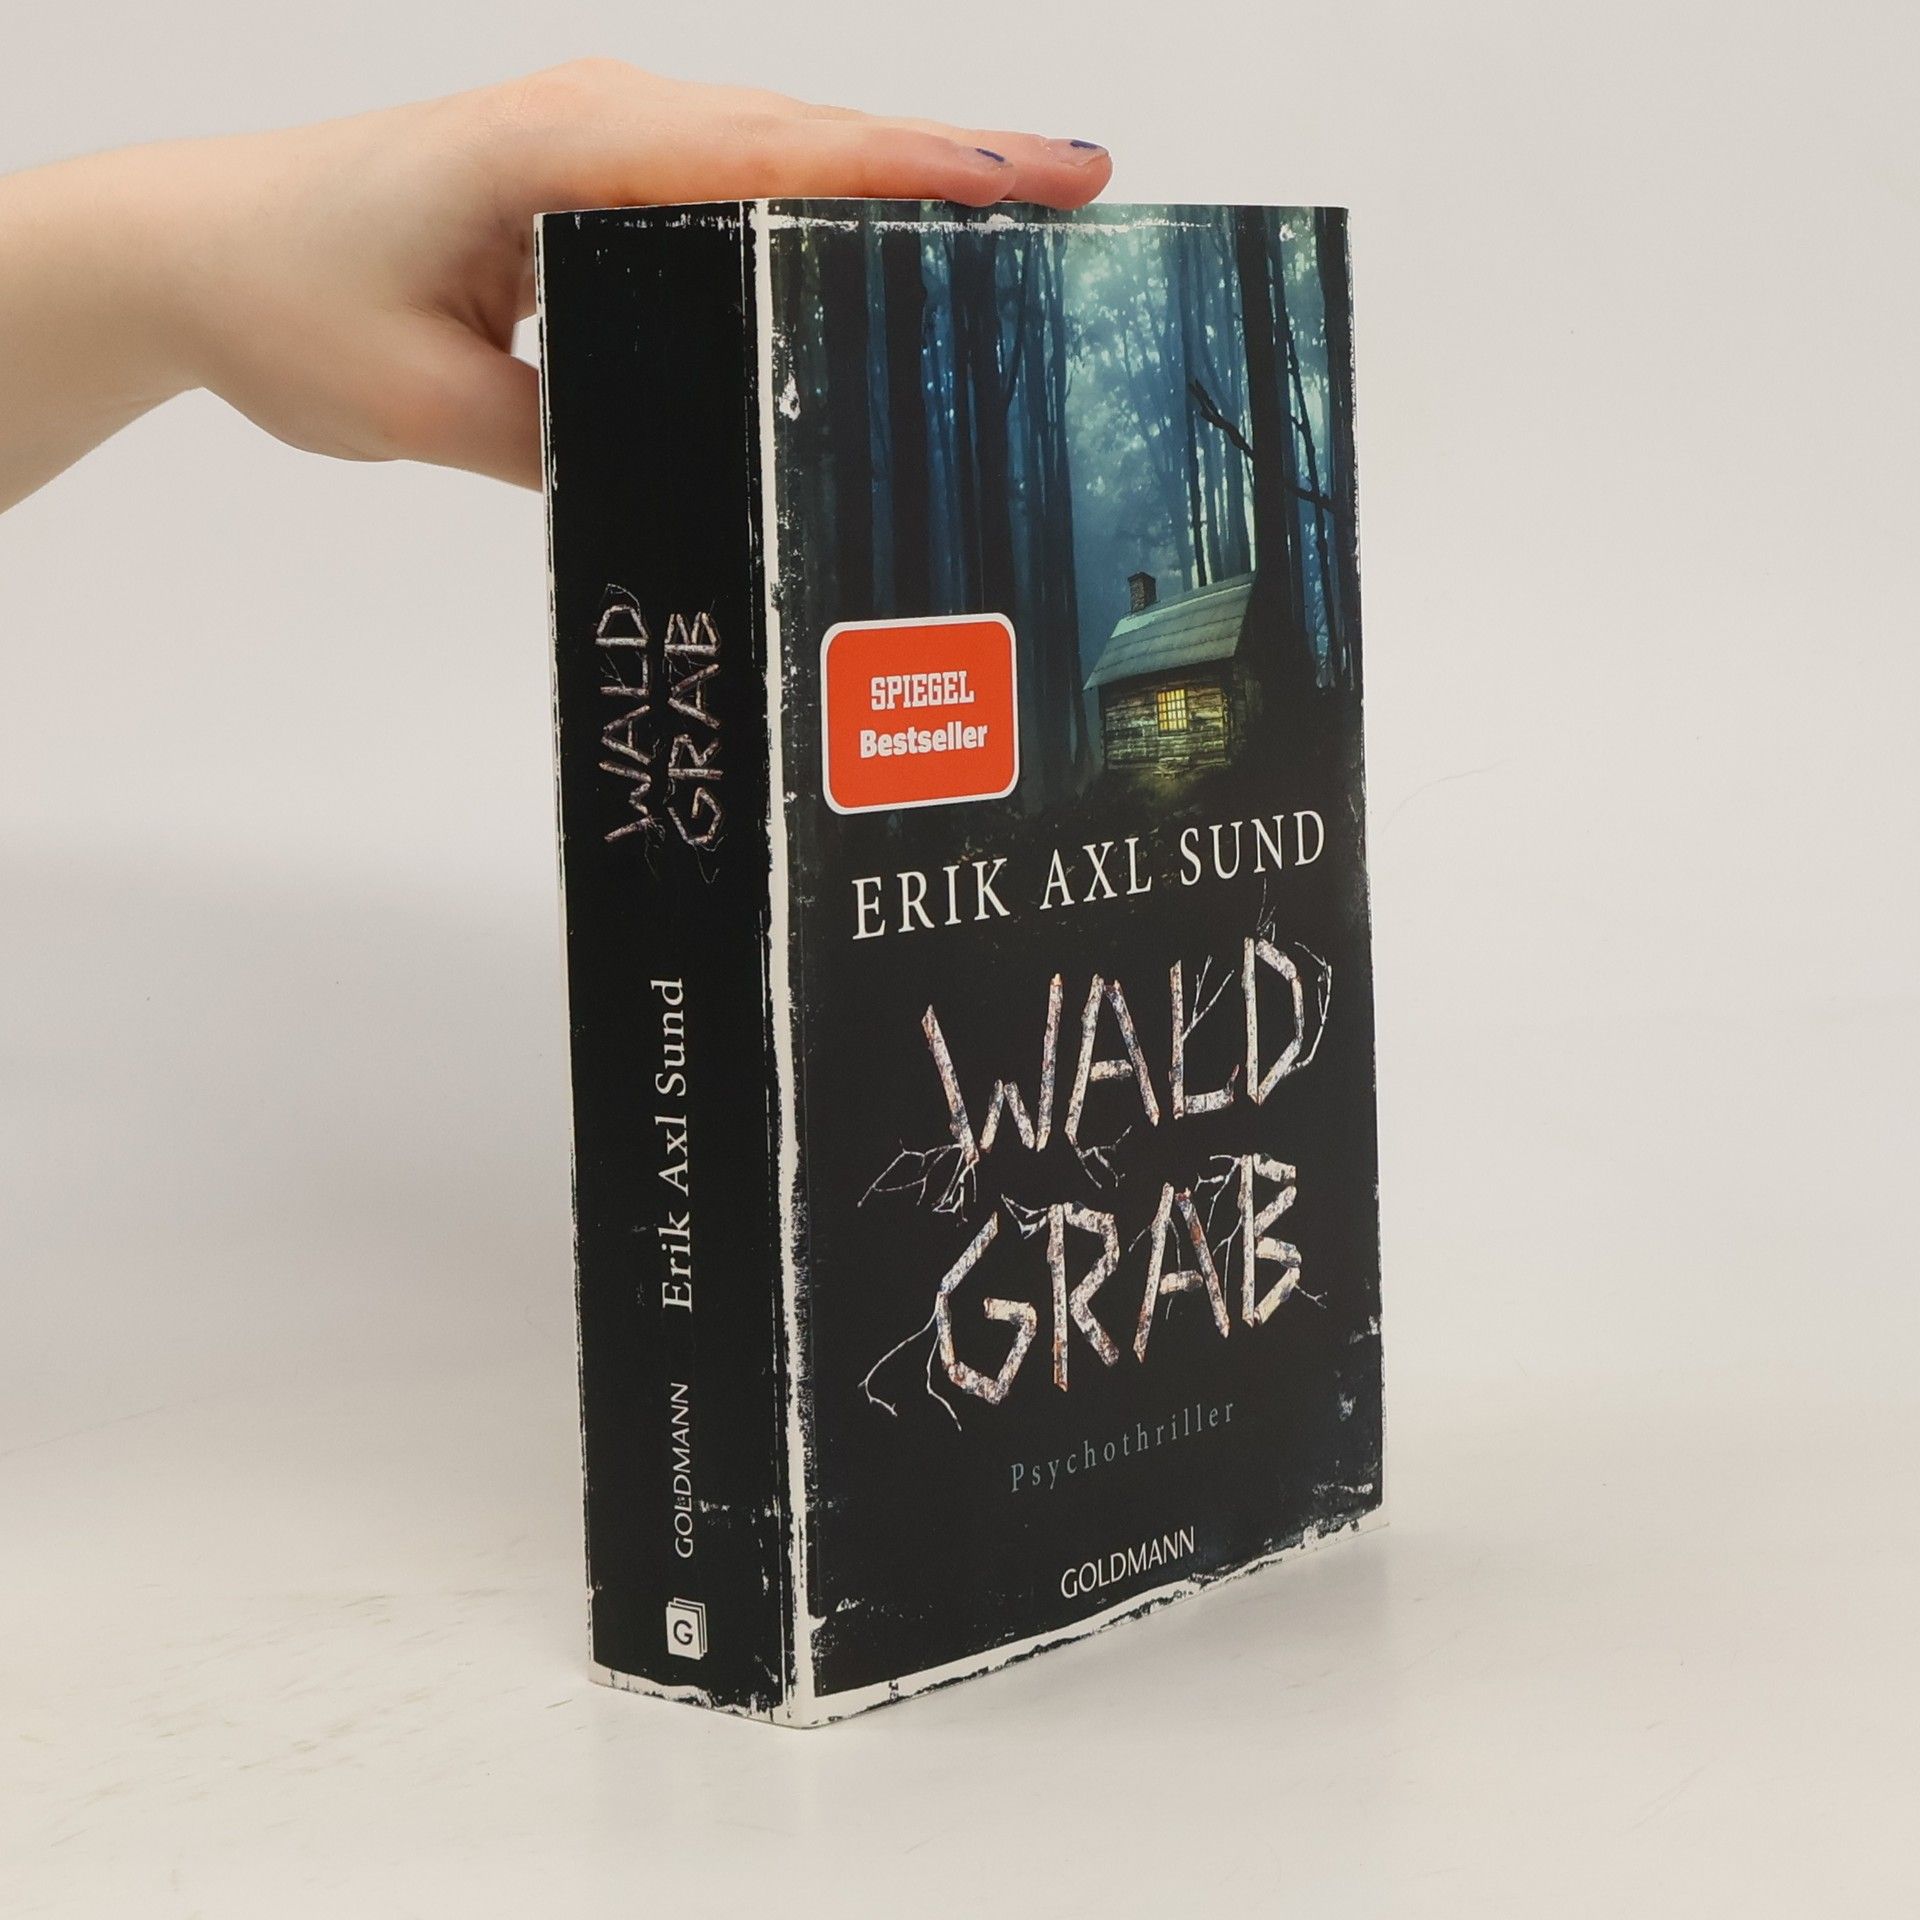 WALD
GRAB
Erik Axl Sund
GOLDMANN
G
SPIEGEL
Bestseller
ERIK AXL SUND
WALD
GRAB
Psychothriller
GOLDMANN